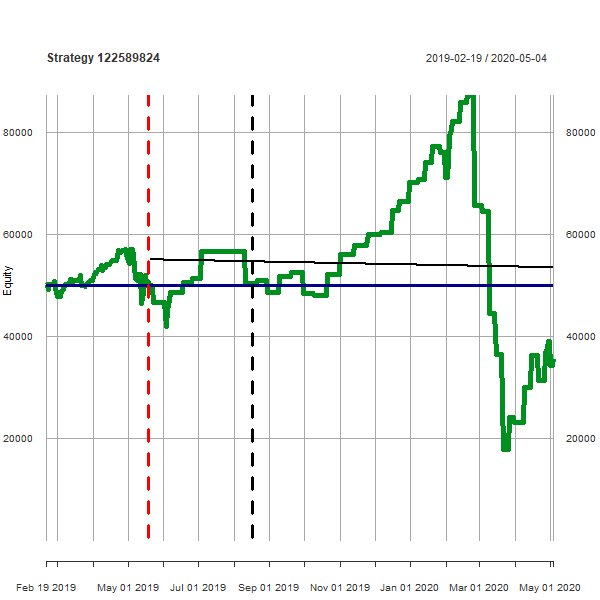 Strategy 122589824
2019-02-19 / 2020-05-04
80000
80000
60000
60000
Equity
40000
40000
20000
20000
Feb 19 2019
May 01 2019
Jul 01 2019
Sep 01 2019
Nov 01 2019
Jan 01 2020
Mar 01 2020
May 01 2020